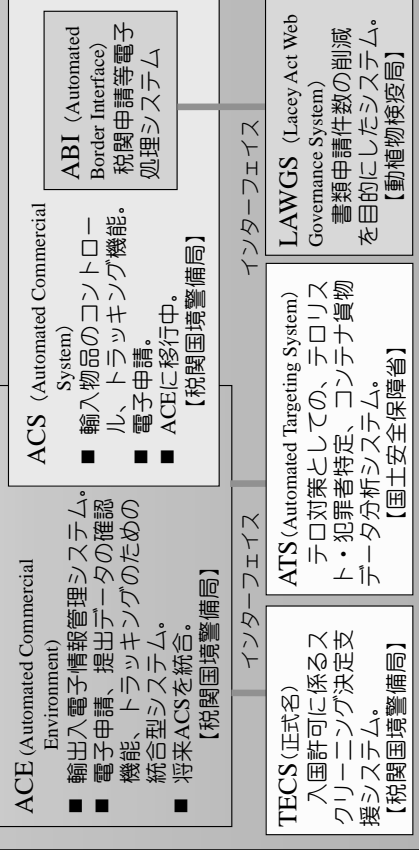 ACE (Automated Commercial
Environment)
■ 輸出入電子情報管理システム。
■ 電子申請、提出データの確認
機能、トラッキングのための
統合型システム。
■ 将来ACSを統合。
【税関国境警備局】
ACS (Automated Commercial
System)
■ 輸入物品のコントロー
ル、トラッキング機能。
■ 電子申請。
■ ACEに移行中。
【税関国境警備局】
ABI (Automated
Border Interface)
税関申請等電子
処理システム
インターフェイス
インターフェイス
TECS (正式名)
入国許可に係るス
クリーニング決定支
援システム。
【税関国境警備局】
ATS (Automated Targeting System)
テロ対策としての、テロリス
ト・犯罪者特定、コンテナ貨物
データ分析システム。
【国土安全保障省】
LAWGS (Lacey Act Web
Governance System)
書類申請件数の削減
を目的にしたシステム。
【動植物検疫局】